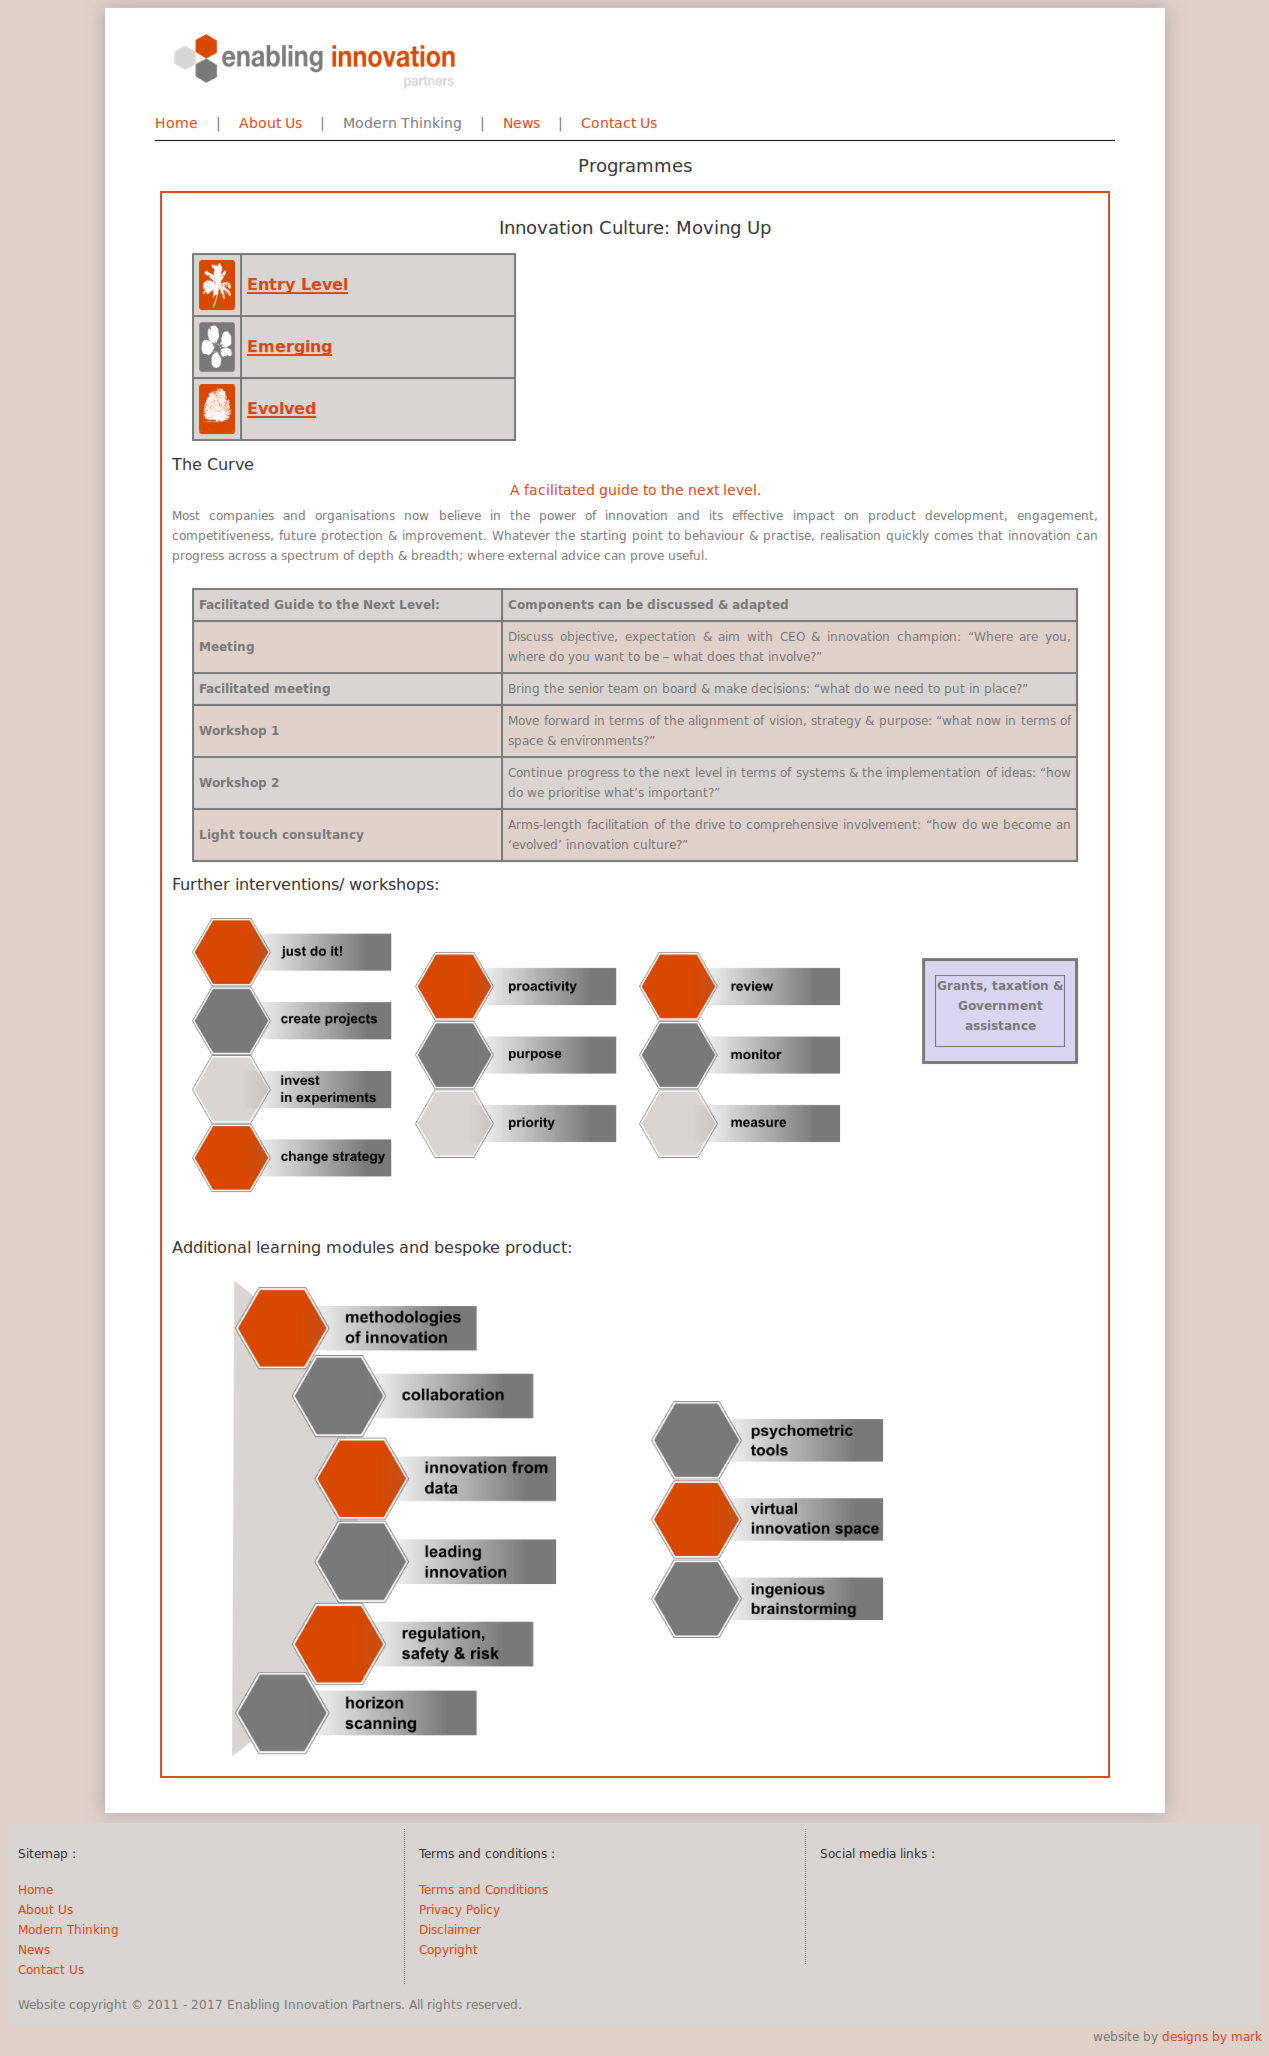 enabling innovation
partners
Home | About Us | Modern Thinking | News | Contact Us
Programmes
Innovation Culture: Moving Up
Entry Level
Emerging
Evolved
The Curve
A facilitated guide to the next level.
Most companies and organisations now believe in the power of innovation and its effective impact on product development, engagement,
competitiveness, future protection & improvement. Whatever the starting point to behaviour & practise, realisation quickly comes that innovation can
progress across a spectrum of depth & breadth; where external advice can prove useful.
Facilitated Guide to the Next Level: Components can be discussed & adapted
Meeting
Discuss objective, expectation & aim with CEO & innovation champion: “Where are you,
where do you want to be – what does that involve?”
Facilitated meeting Bring the senior team on board & make decisions: “what do we need to put in place?”
Workshop 1
Move forward in terms of the alignment of vision, strategy & purpose: “what now in terms of
space & environments?”
Workshop 2
Continue progress to the next level in terms of systems & the implementation of ideas: “how
do we prioritise what’s important?”
Light touch consultancy
Arms-length facilitation of the drive to comprehensive involvement: “how do we become an
‘evolved’ innovation culture?”
Further interventions/ workshops:
just do it!
create projects
invest
in experiments
change strategy
proactivity
purpose
priority
review
monitor
measure
Grants, taxation &
Government
assistance
Additional learning modules and bespoke product:
methodologies
of innovation
collaboration
innovation from
data
leading
innovation
regulation,
safety & risk
horizon
scanning
psychometric
tools
virtual
innovation space
ingenious
brainstorming
Sitemap :
Home
About Us
Modern Thinking
News
Contact Us
Terms and conditions :
Terms and Conditions
Privacy Policy
Disclaimer
Copyright
Social media links :
Website copyright © 2011 - 2017 Enabling Innovation Partners. All rights reserved.
website by designs by mark